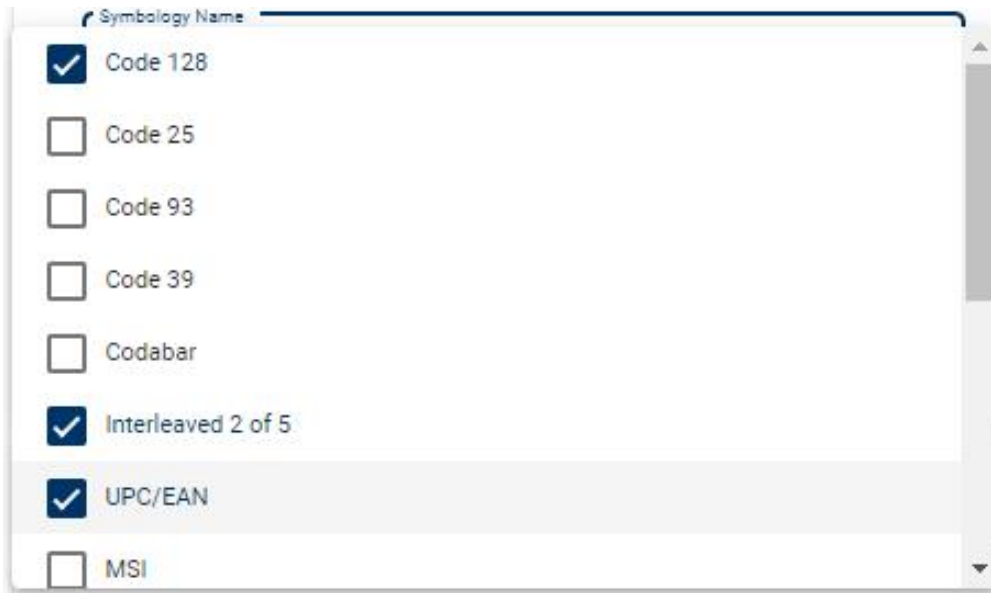 Symbology Name
Code 128
Code 25
Code 93
Code 39
Codabar
Interleaved 2 of 5
UPC/EAN
MSI